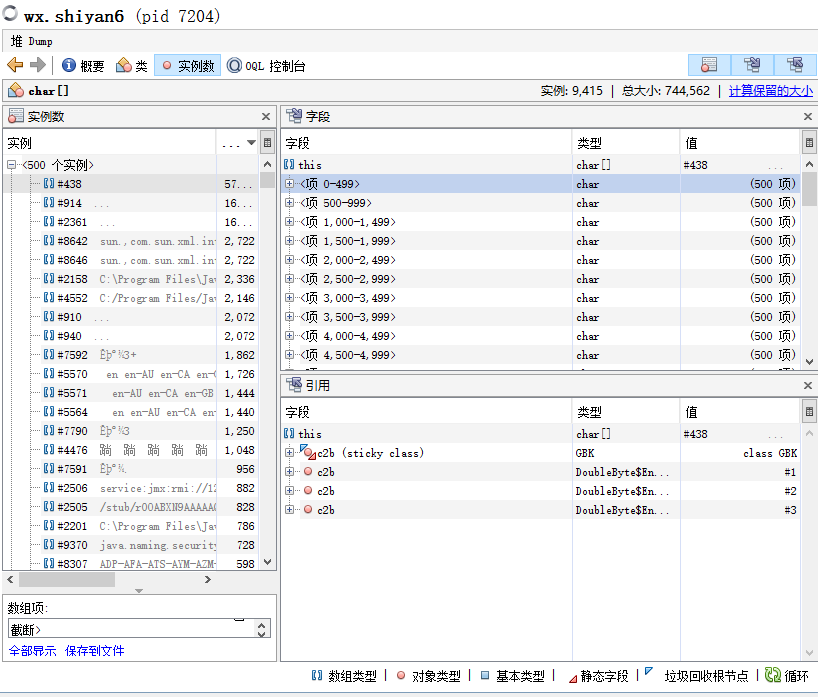 wx.shiyan6 (pid 7204)
堆 Dump
概要 类 实例数 OQL 控制台
char[] 实例: 9,415 | 总大小: 744,562 | 计算保留的大小
实例数
实例 ...
<500 个实例>
#438 57...
#914 ... 16...
#2361 ... 16...
#8642 sun.,com.sun.xml.in 2,722
#8646 sun.,com.sun.xml.in 2,722
#2158 C:\Program Files\Jav 2,336
#4552 C:/Program Files/Jav 2,146
#910 ... 2,072
#940 ... 2,072
#7592 Êþ°¾3+ 1,862
#5570 en en-AU en-CA en-G 1,726
#5571 en-AU en-CA en-GB 1,444
#5564 en en-AU en-CA en- 1,440
#7790 Êþ°¾3 1,250
#4476 1,048
#7591 Êþ°¾. 956
#2506 service:jmx:rmi://12 882
#2505 /stub/rO0ABXN9AAAAAQ 828
#2201 C:\Program Files\Jav 786
#9370 java.naming.security 728
#8307 ADP-AFA-ATS-AYM-AZM- 598
数组项:
截断>
全部显示 保存到文件
字段
字段 类型 值
this char[] #438 ...
<项 0-499> char (500 项)
<项 500-999> char (500 项)
<项 1,000-1,499> char (500 项)
<项 1,500-1,999> char (500 项)
<项 2,000-2,499> char (500 项)
<项 2,500-2,999> char (500 项)
<项 3,000-3,499> char (500 项)
<项 3,500-3,999> char (500 项)
<项 4,000-4,499> char (500 项)
<项 4,500-4,999> char (500 项)
引用
字段 类型 值
this char[] #438 ...
c2b (sticky class) GBK class GBK
c2b DoubleByte$En... #1
c2b DoubleByte$En... #2
c2b DoubleByte$En... #3
数组类型 | 对象类型 | 基本类型 | 静态字段 | 垃圾回收根节点 | 循环